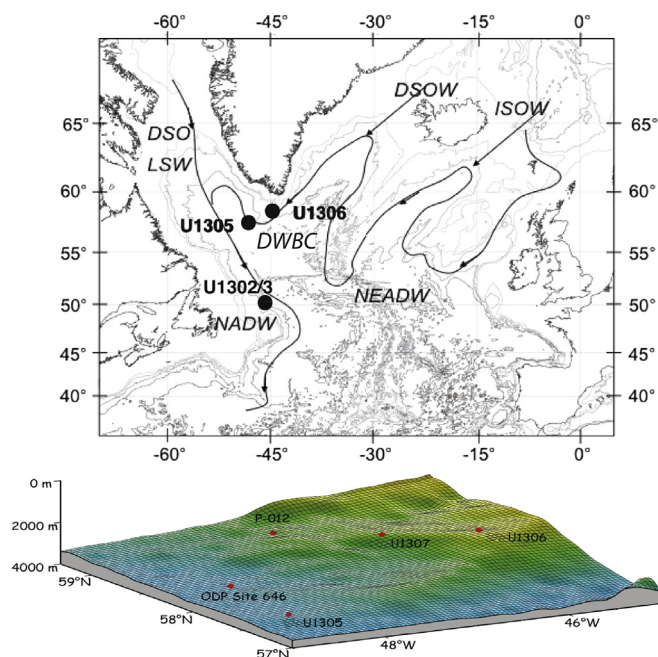 -60° -45° -30° -15° 0°
DSOW
ISOW
65° 65°
DSO
LSW
60° 60°
U1306
U1305
DWBC
55° 55°
U1302/3
NEADW
50° 50°
NADW
45° 45°
40° 40°
-60° -45° -30° -15° 0°
0 m
2000 m
4000 m
P-012
U1307
U1306
59°N
ODP Site 646
58°N
U1305
57°N
48°W
46°W